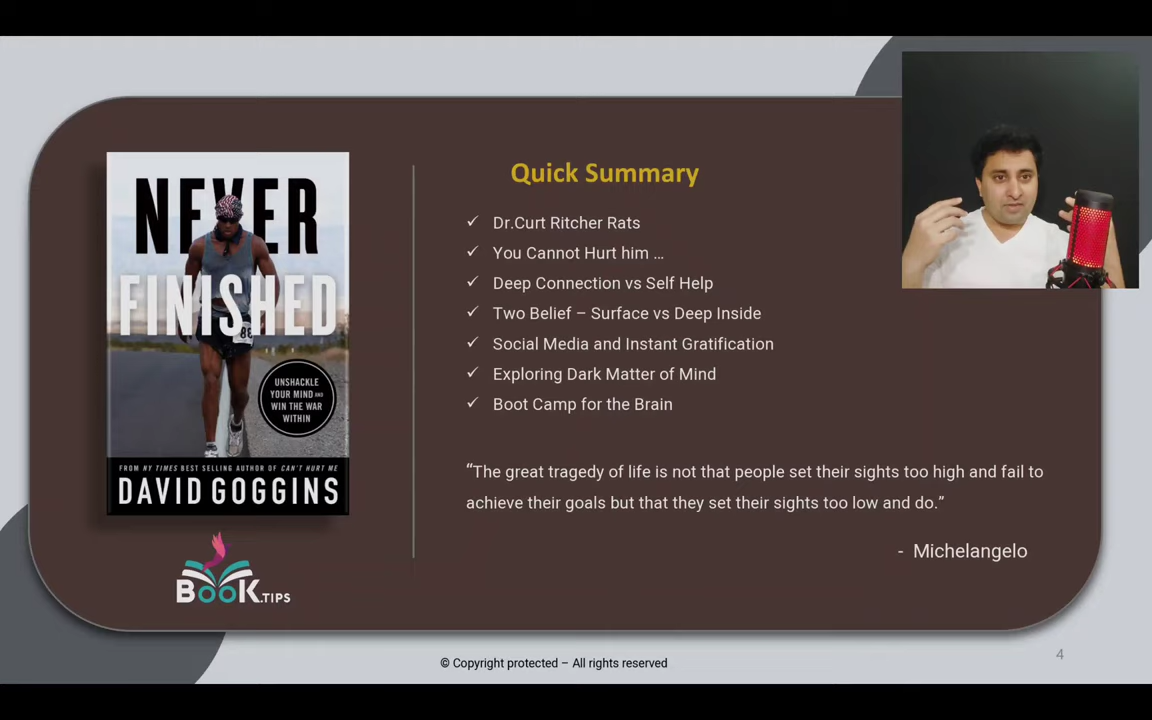 NEVER
FINISHED
UNSHACKLE
YOUR MIND AND
WIN THE WAR
WITHIN
FROM NY TIMES BEST SELLING AUTHOR OF CAN'T HURT ME
DAVID GOGGINS
BOOK.TIPS
Quick Summary
✓ Dr.Curt Ritcher Rats
✓ You Cannot Hurt him …
✓ Deep Connection vs Self Help
✓ Two Belief – Surface vs Deep Inside
✓ Social Media and Instant Gratification
✓ Exploring Dark Matter of Mind
✓ Boot Camp for the Brain
“The great tragedy of life is not that people set their sights too high and fail to
achieve their goals but that they set their sights too low and do.”
- Michelangelo
© Copyright protected – All rights reserved
4